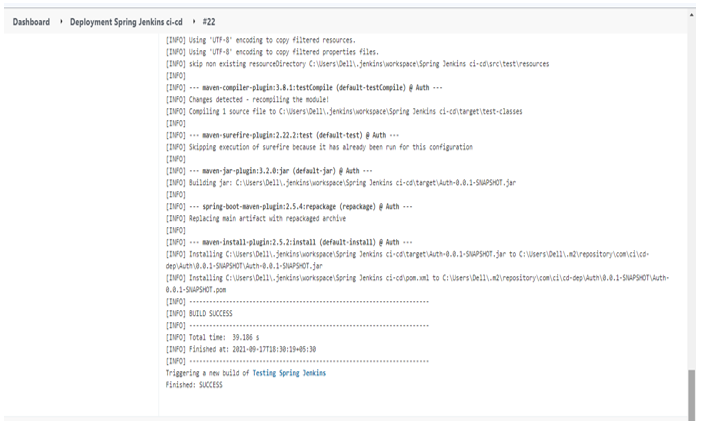 Dashboard › Deployment Spring Jenkins ci-cd › #22
[INFO] Using 'UTF-8' encoding to copy filtered resources.
[INFO] Using 'UTF-8' encoding to copy filtered properties files.
[INFO] skip non existing resourceDirectory C:\Users\Dell\.jenkins\workspace\Spring Jenkins ci-cd\src\test\resources
[INFO]
[INFO] --- maven-compiler-plugin:3.8.1:testCompile (default-testCompile) @ Auth ---
[INFO] Changes detected - recompiling the module!
[INFO] Compiling 1 source file to C:\Users\Dell\.jenkins\workspace\Spring Jenkins ci-cd\target\test-classes
[INFO]
[INFO] --- maven-surefire-plugin:2.22.2:test (default-test) @ Auth ---
[INFO] Skipping execution of surefire because it has already been run for this configuration
[INFO]
[INFO] --- maven-jar-plugin:3.2.0:jar (default-jar) @ Auth ---
[INFO] Building jar: C:\Users\Dell\.jenkins\workspace\Spring Jenkins ci-cd\target\Auth-0.0.1-SNAPSHOT.jar
[INFO]
[INFO] --- spring-boot-maven-plugin:2.5.4:repackage (repackage) @ Auth ---
[INFO] Replacing main artifact with repackaged archive
[INFO]
[INFO] --- maven-install-plugin:2.5.2:install (default-install) @ Auth ---
[INFO] Installing C:\Users\Dell\.jenkins\workspace\Spring Jenkins ci-cd\target\Auth-0.0.1-SNAPSHOT.jar to C:\Users\Dell\.m2\repository\com\ci\cd-
dep\Auth\0.0.1-SNAPSHOT\Auth-0.0.1-SNAPSHOT.jar
[INFO] Installing C:\Users\Dell\.jenkins\workspace\Spring Jenkins ci-cd\pom.xml to C:\Users\Dell\.m2\repository\com\ci\cd-dep\Auth\0.0.1-SNAPSHOT\Auth-
0.0.1-SNAPSHOT.pom
[INFO] ------------------------------------------------------------------------
[INFO] BUILD SUCCESS
[INFO] ------------------------------------------------------------------------
[INFO] Total time:  39.186 s
[INFO] Finished at: 2021-09-17T18:30:19+05:30
[INFO] ------------------------------------------------------------------------
Triggering a new build of Testing Spring Jenkins
Finished: SUCCESS